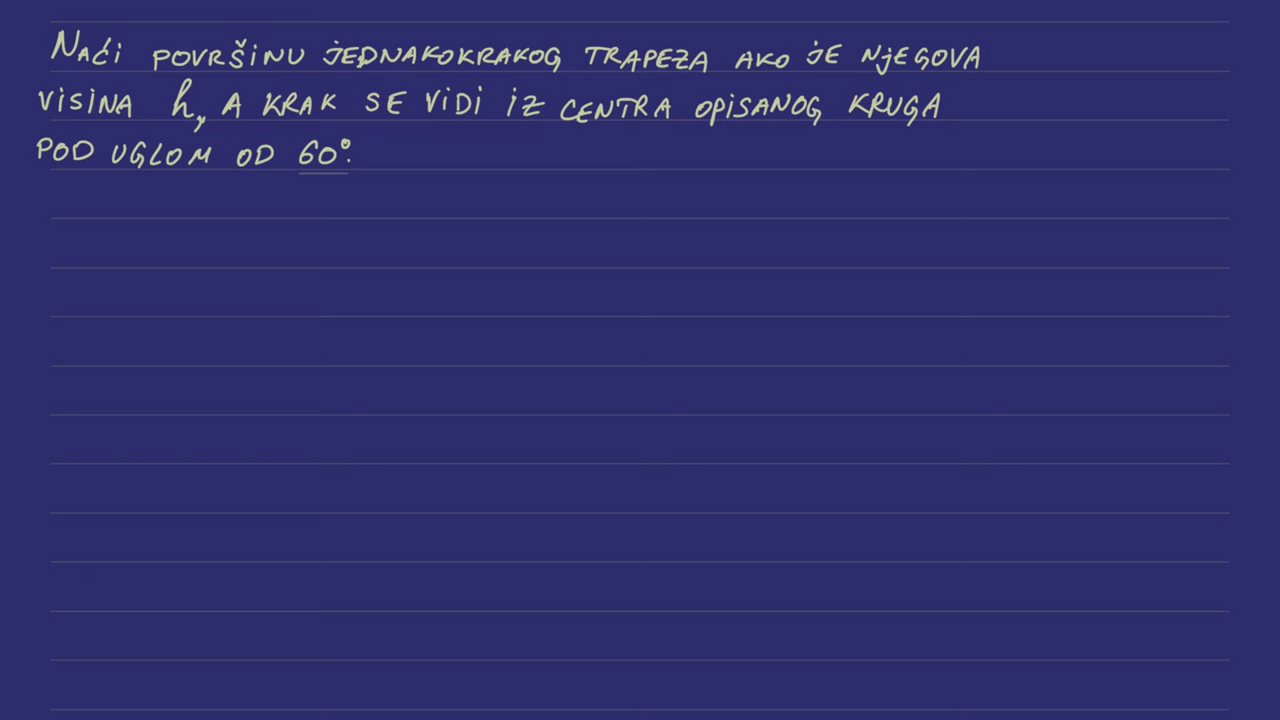 NAĆI POVRŠINU JEDNAKOKRAKOG TRAPEZA AKO JE NJEGOVA
VISINA h, A KRAK SE VIDI IZ CENTRA OPISANOG KRUGA
POD UGLOM OD 60°.